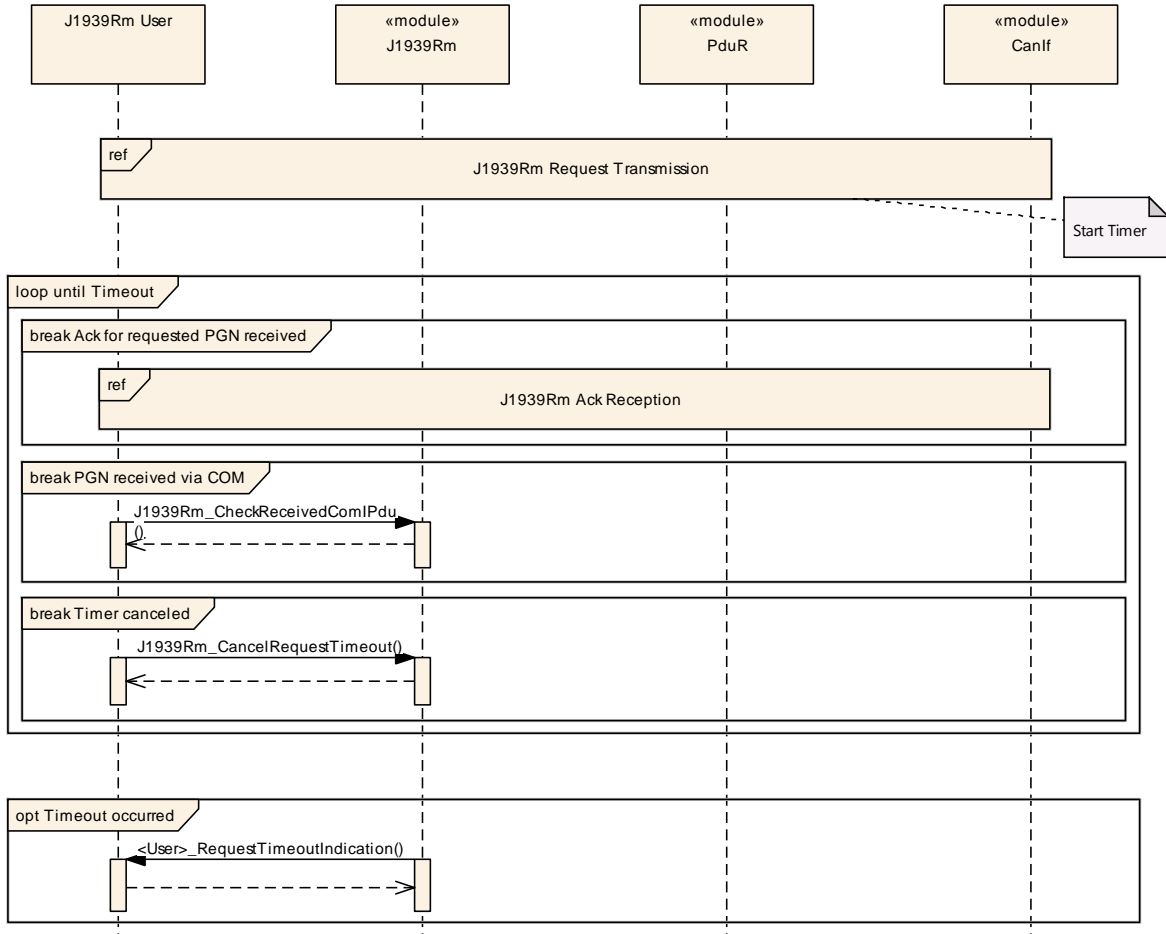 J1939Rm User
«module»
J1939Rm
«module»
PduR
«module»
CanIf
ref
J1939Rm Request Transmission
Start Timer
loop until Timeout
break Ack for requested PGN received
ref
J1939Rm Ack Reception
break PGN received via COM
J1939Rm_CheckReceivedComIPdu
()
break Timer canceled
J1939Rm_CancelRequestTimeout()
opt Timeout occurred
<User>_RequestTimeoutIndication()